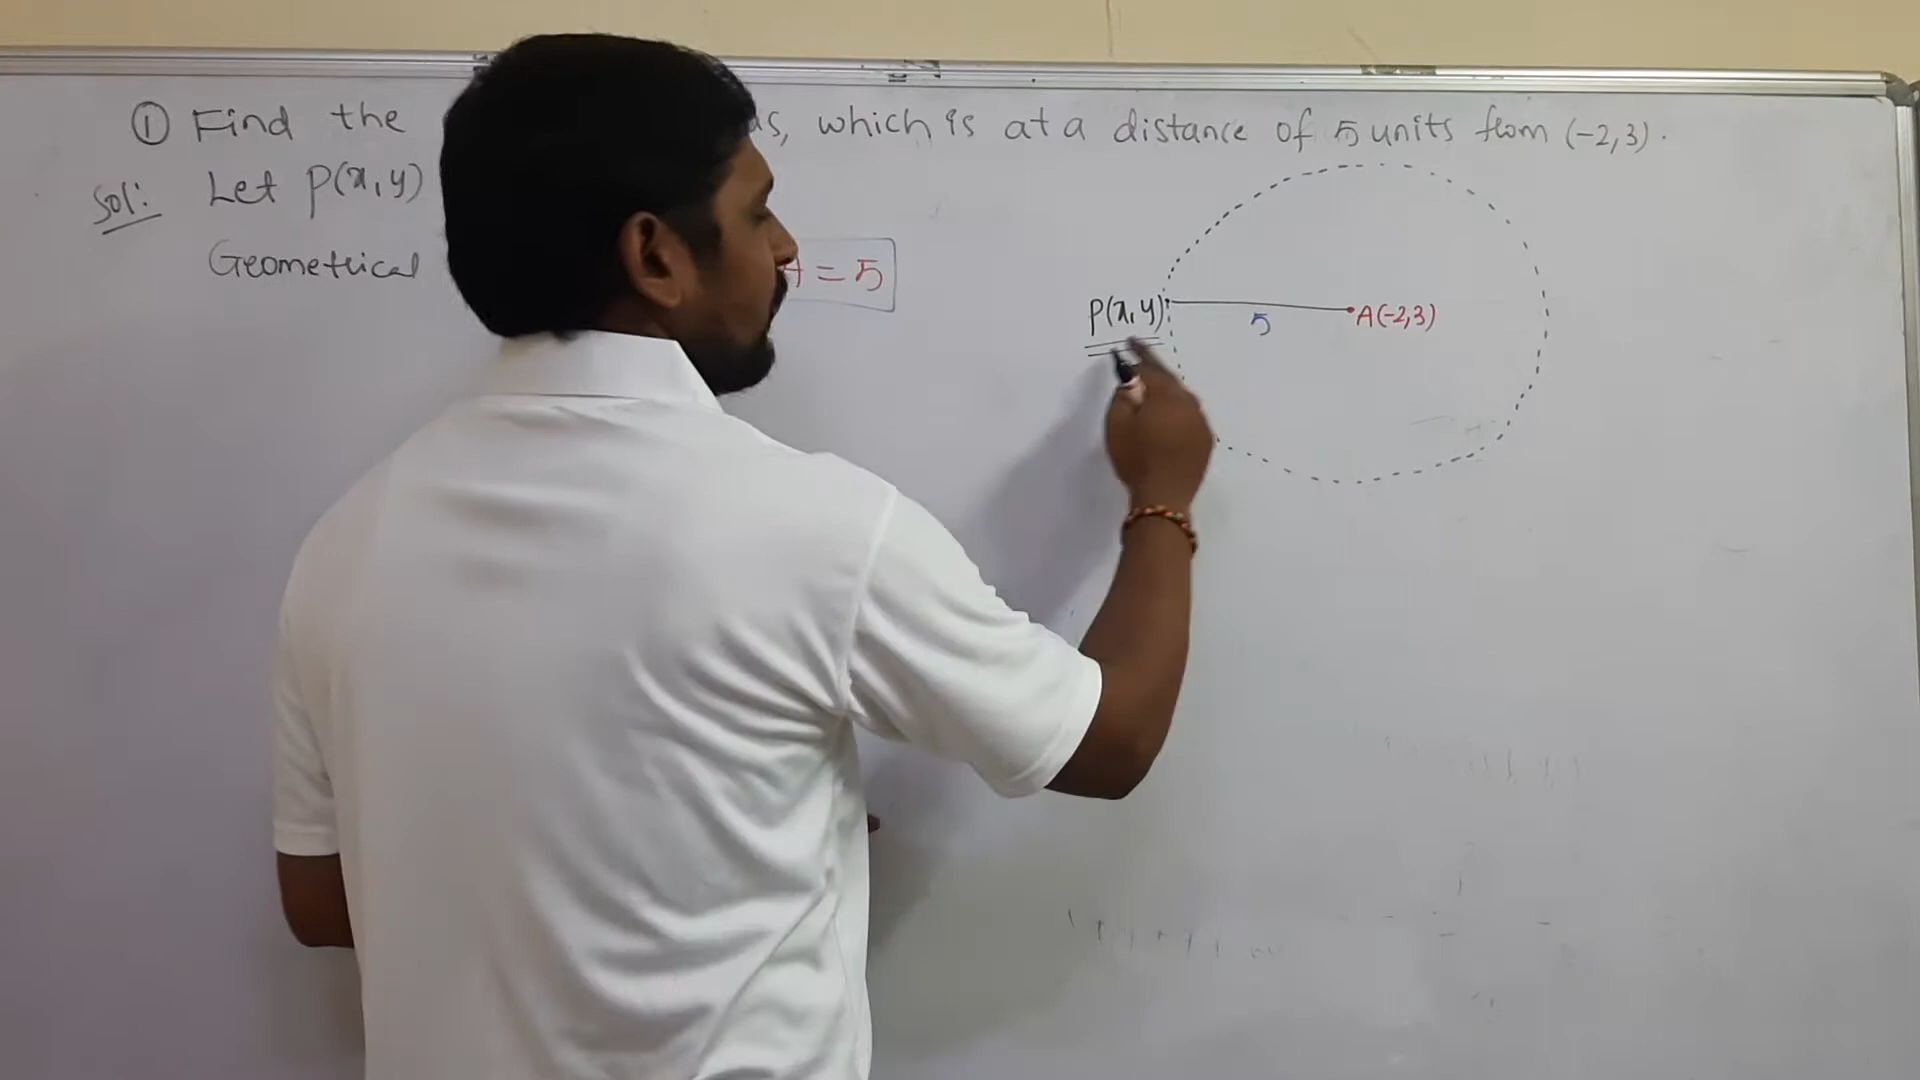 ① Find the , which is at a distance of 5 units from (-2,3).
Sol: Let P(x,y)
Geometrical A = 5
P(x,y) 5 A(-2,3)